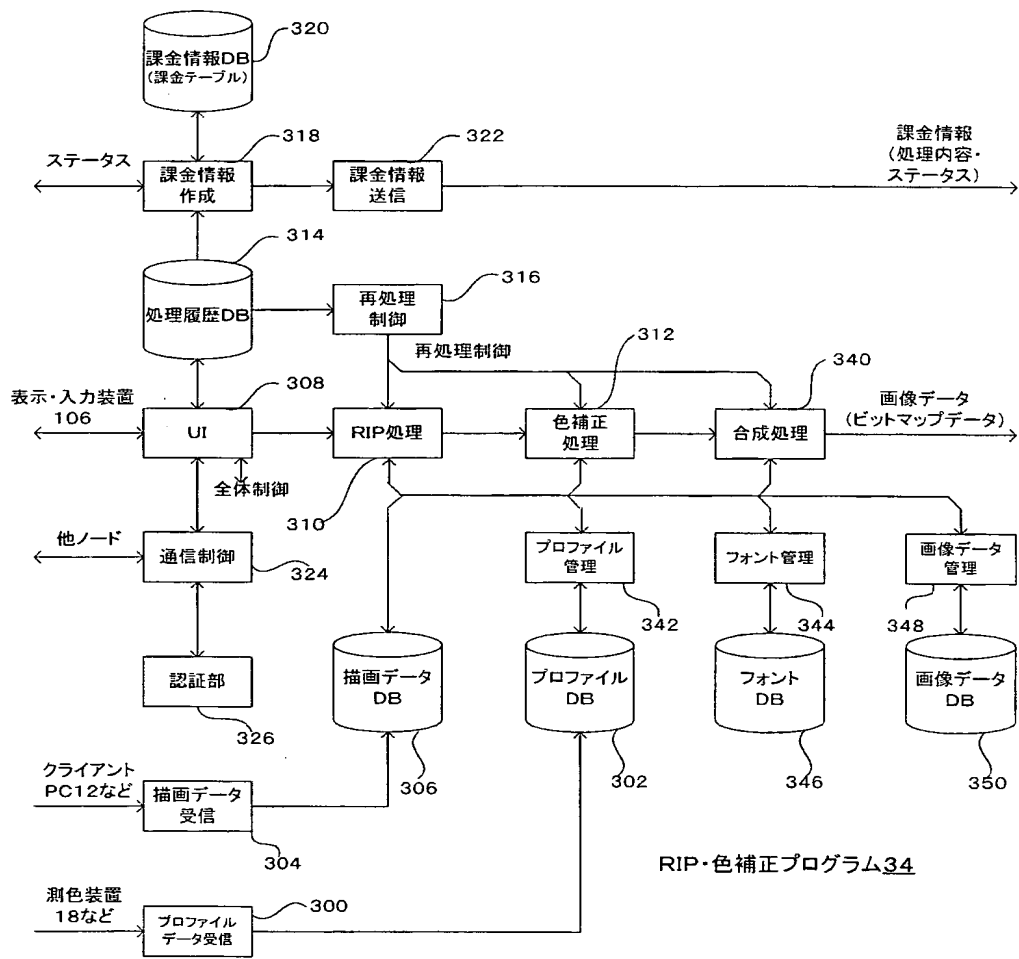 課金情報DB
(課金テーブル)
320
ステータス
318
課金情報
作成
322
課金情報
送信
課金情報
(処理内容・
ステータス)
314
処理履歴DB
316
再処理
制御
再処理制御
312
340
表示・入力装置
106
308
UI
RIP処理
色補正
処理
合成処理
画像データ
(ビットマップデータ)
全体制御
310
他ノード
通信制御
324
プロファイル
管理
342
フォント管理
344
画像データ
管理
348
認証部
326
描画データ
DB
306
プロファイル
DB
302
フォント
DB
346
画像データ
DB
350
クライアント
PC12など
描画データ
受信
304
RIP・色補正プログラム34
測色装置
18など
300
プロファイル
データ受信